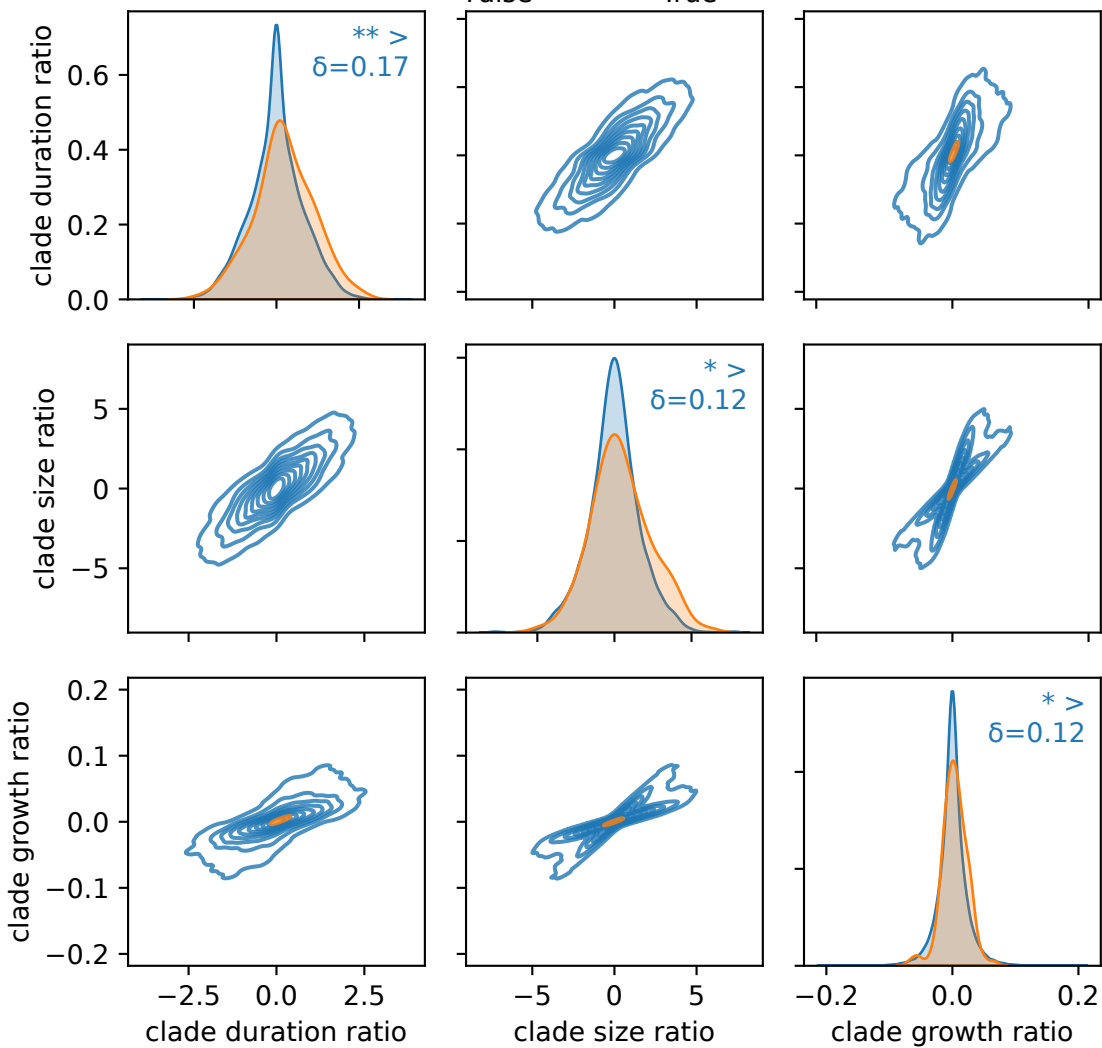 clade duration ratio
0.6
0.4
0.2
0.0
** >
δ=0.17
clade size ratio
5
0
−5
* >
δ=0.12
clade growth ratio
0.2
0.1
0.0
−0.1
−0.2
* >
δ=0.12
−2.5 0.0 2.5
−5 0 5
−0.2 0.0 0.2
clade duration ratio
clade size ratio
clade growth ratio